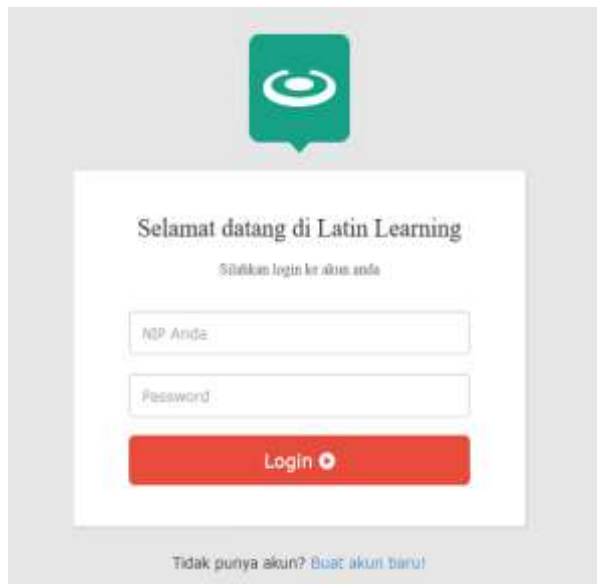 Selamat datang di Latin Learning
Silahkan login ke akun anda
NIP Anda
Password
Login
Tidak punya akun? Buat akun baru!